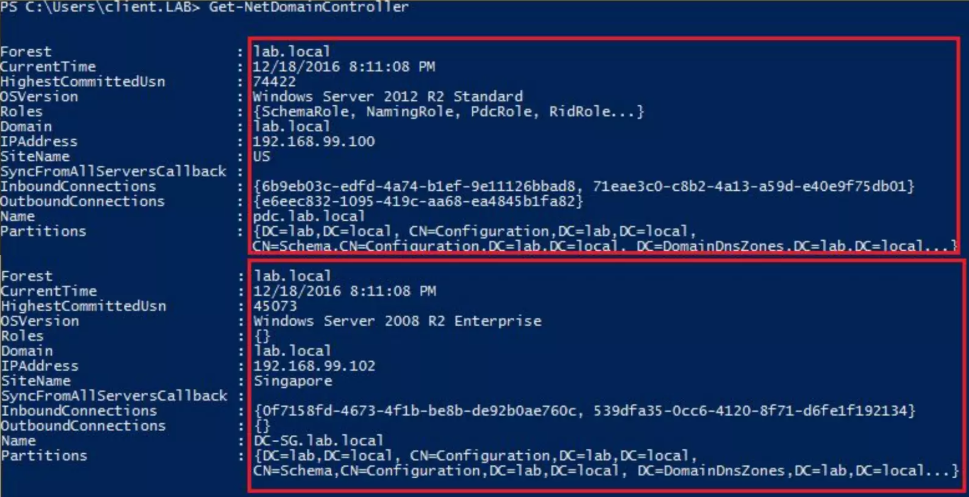 PS C:\Users\client.LAB> Get-NetDomainController
Forest : lab.local
CurrentTime : 12/18/2016 8:11:08 PM
HighestCommittedUsn : 74422
OSVersion : Windows Server 2012 R2 Standard
Roles : {SchemaRole, NamingRole, PdcRole, RidRole...}
Domain : lab.local
IPAddress : 192.168.99.100
SiteName : US
SyncFromAllServersCallback :
InboundConnections : {6b9eb03c-edfd-4a74-b1ef-9e11126bbad8, 71eae3c0-c8b2-4a13-a59d-e40e9f75db01}
OutboundConnections : {e6eec832-1095-419c-aa68-ea4845b1fa82}
Name : pdc.lab.local
Partitions : {DC=lab,DC=local, CN=Configuration,DC=lab,DC=local,
CN=Schema,CN=Configuration,DC=lab,DC=local, DC=DomainDnsZones,DC=lab,DC=local...}
Forest : lab.local
CurrentTime : 12/18/2016 8:11:08 PM
HighestCommittedUsn : 45073
OSVersion : Windows Server 2008 R2 Enterprise
Roles : {}
Domain : lab.local
IPAddress : 192.168.99.102
SiteName : Singapore
SyncFromAllServersCallback :
InboundConnections : {0f7158fd-4673-4f1b-be8b-de92b0ae760c, 539dfa35-0cc6-4120-8f71-d6fe1f192134}
OutboundConnections : {}
Name : DC-SG.lab.local
Partitions : {DC=lab,DC=local, CN=Configuration,DC=lab,DC=local,
CN=Schema,CN=Configuration,DC=lab,DC=local, DC=DomainDnsZones,DC=lab,DC=local...}